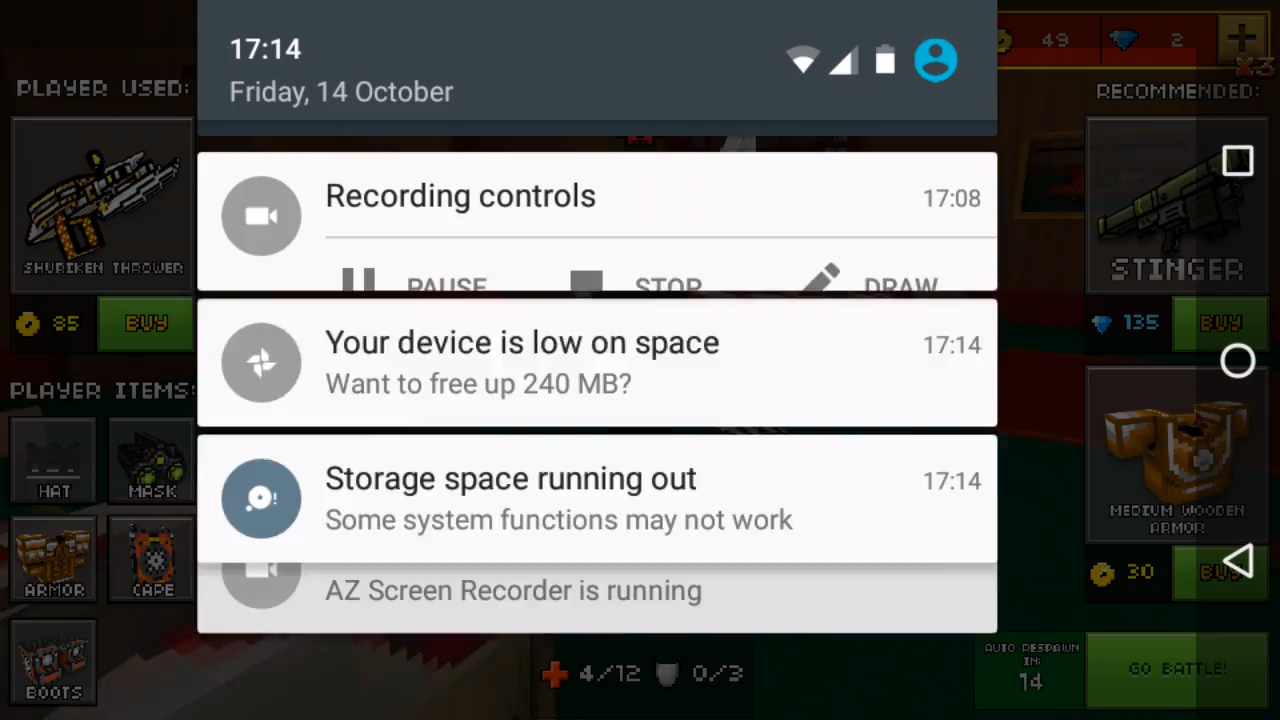 17:14
Friday, 14 October
49
2
X3
PLAYER USED:
RECOMMENDED:
Recording controls
17:08
PAUSE
STOP
DRAW
SHURIKEN THROWER
STINGER
85
BUY
135
BUY
Your device is low on space
17:14
Want to free up 240 MB?
PLAYER ITEMS:
Storage space running out
17:14
Some system functions may not work
HAT
MASK
MEDIUM WOODEN
ARMOR
30
BUY
ARMOR
CAPE
AZ Screen Recorder is running
BOOTS
4/12
0/3
AUTO RESPAWN
IN:
14
GO BATTLE!